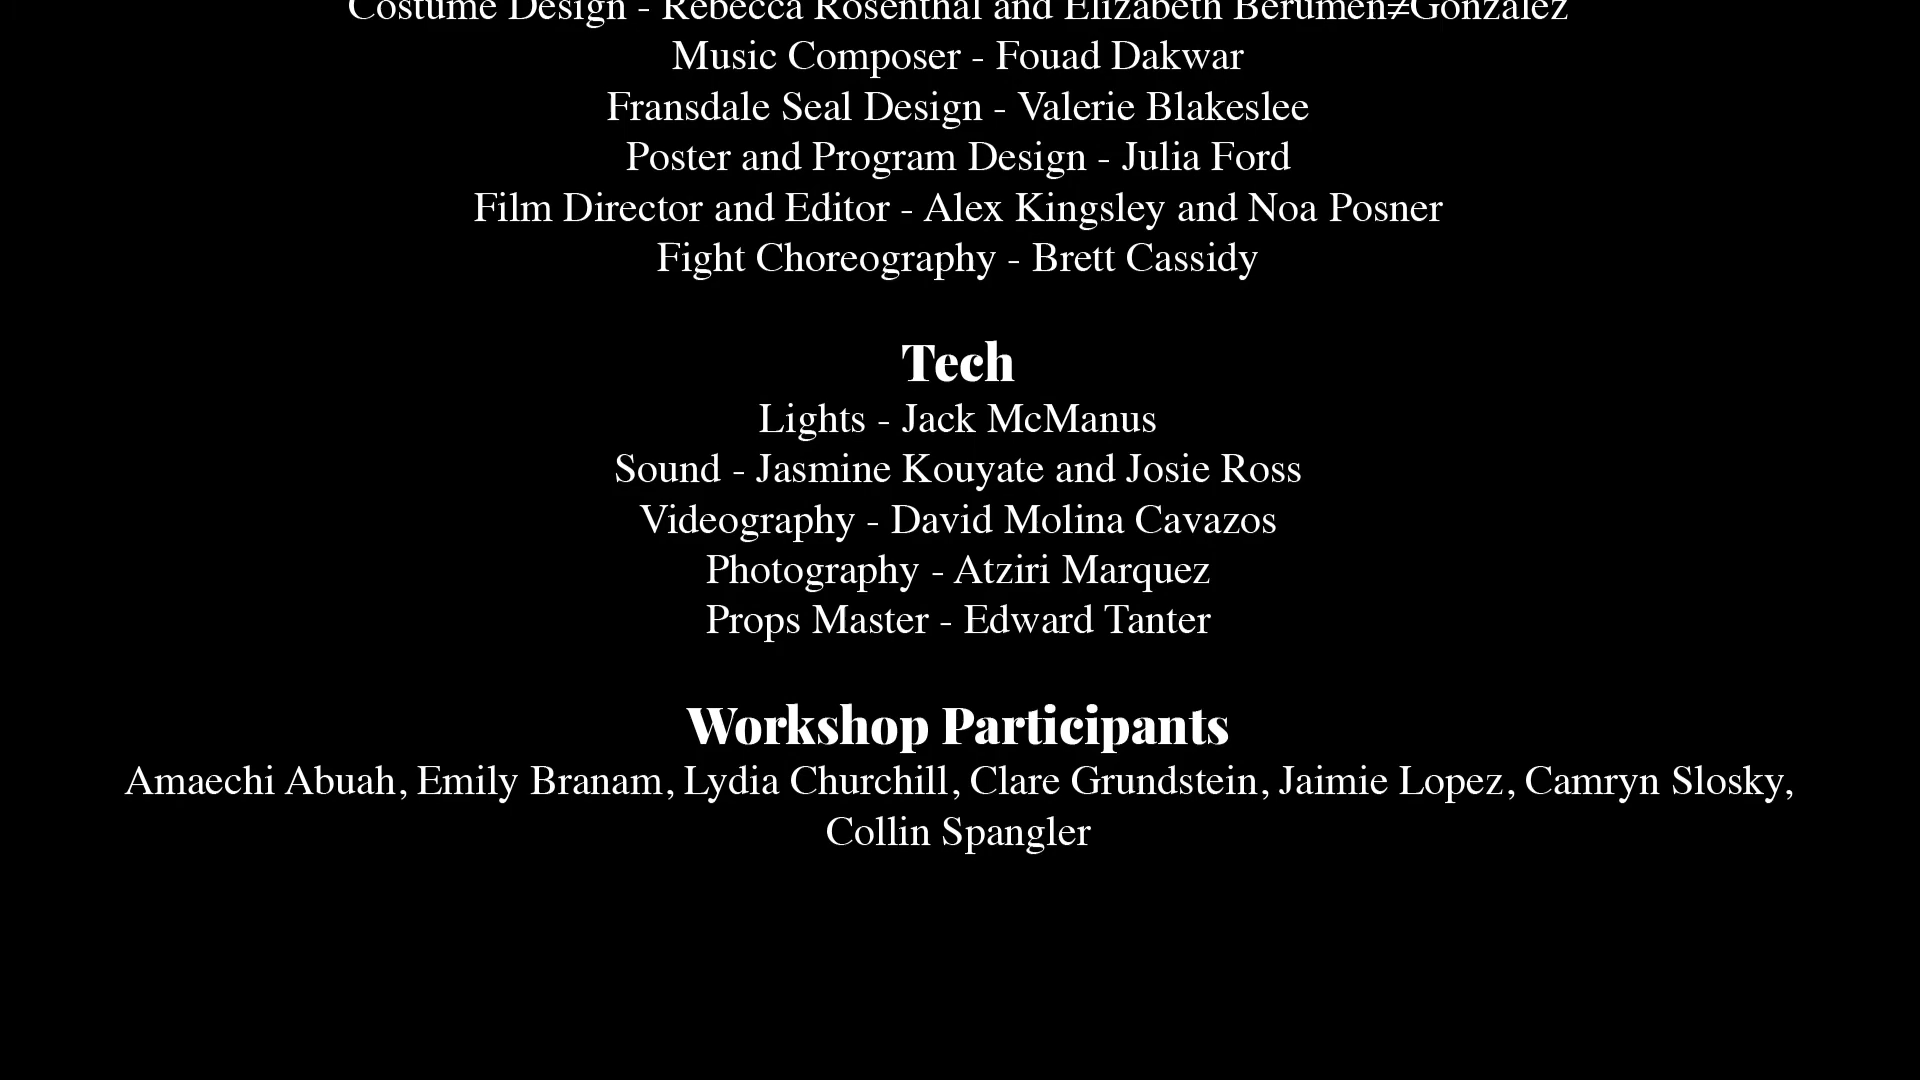 Costume Design - Rebecca Rosenthal and Elizabeth Berumen≠Gonzalez
Music Composer - Fouad Dakwar
Fransdale Seal Design - Valerie Blakeslee
Poster and Program Design - Julia Ford
Film Director and Editor - Alex Kingsley and Noa Posner
Fight Choreography - Brett Cassidy
Tech
Lights - Jack McManus
Sound - Jasmine Kouyate and Josie Ross
Videography - David Molina Cavazos
Photography - Atziri Marquez
Props Master - Edward Tanter
Workshop Participants
Amaechi Abuah, Emily Branam, Lydia Churchill, Clare Grundstein, Jaimie Lopez, Camryn Slosky,
Collin Spangler